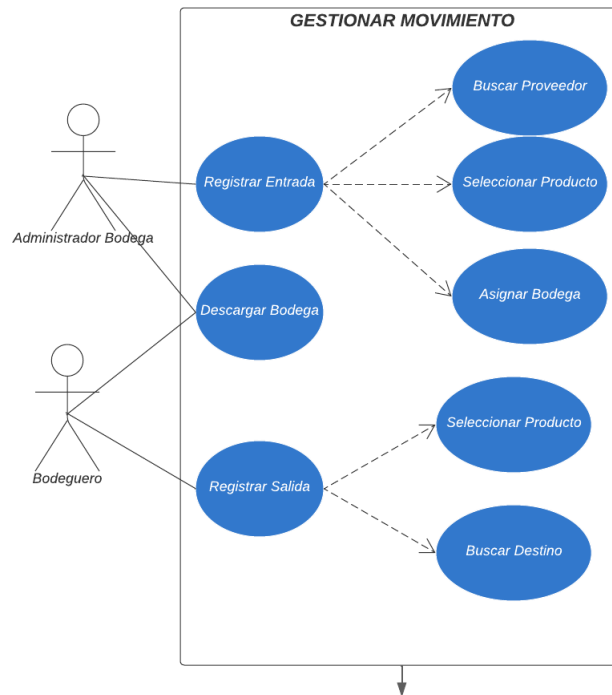 GESTIONAR MOVIMIENTO
Buscar Proveedor
Registrar Entrada
Seleccionar Producto
Administrador Bodega
Asignar Bodega
Descargar Bodega
Seleccionar Producto
Bodeguero
Registrar Salida
Buscar Destino